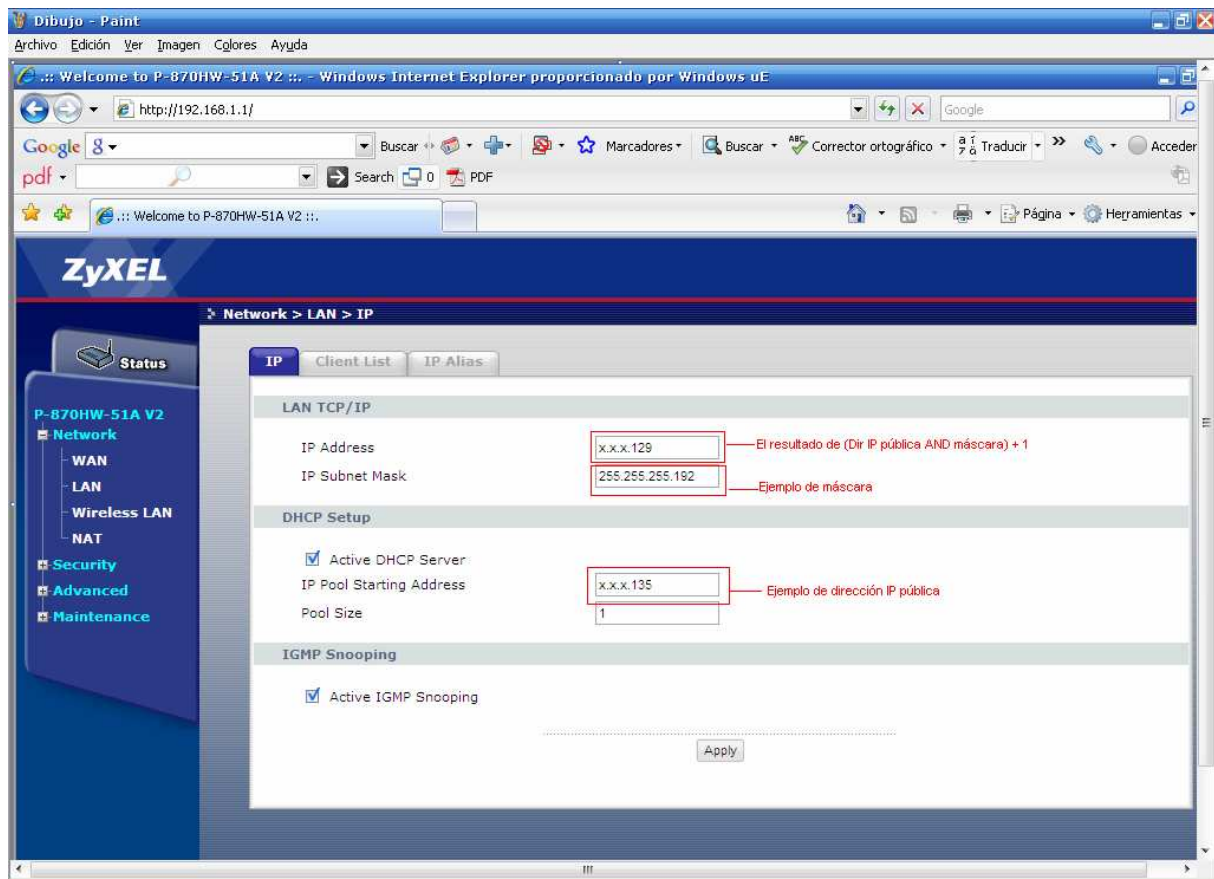 Dibujo - Paint
Archivo Edición Ver Imagen Colores Ayuda
.:: Welcome to P-870HW-51A V2 ::. - Windows Internet Explorer proporcionado por Windows uE
http://192.168.1.1/
Google
Google
Buscar
Marcadores
Buscar
Corrector ortográfico
Traducir
Acceder
pdf
Search
0
PDF
.:: Welcome to P-870HW-51A V2 ::.
Página
Herramientas
ZyXEL
Network > LAN > IP
Status
IP
Client List
IP Alias
P-870HW-51A V2
Network
WAN
LAN
Wireless LAN
NAT
Security
Advanced
Maintenance
LAN TCP/IP
IP Address
x.x.x.129
El resultado de (Dir IP pública AND máscara) + 1
IP Subnet Mask
255.255.255.192
Ejemplo de máscara
DHCP Setup
Active DHCP Server
IP Pool Starting Address
x.x.x.135
Ejemplo de dirección IP pública
Pool Size
1
IGMP Snooping
Active IGMP Snooping
Apply